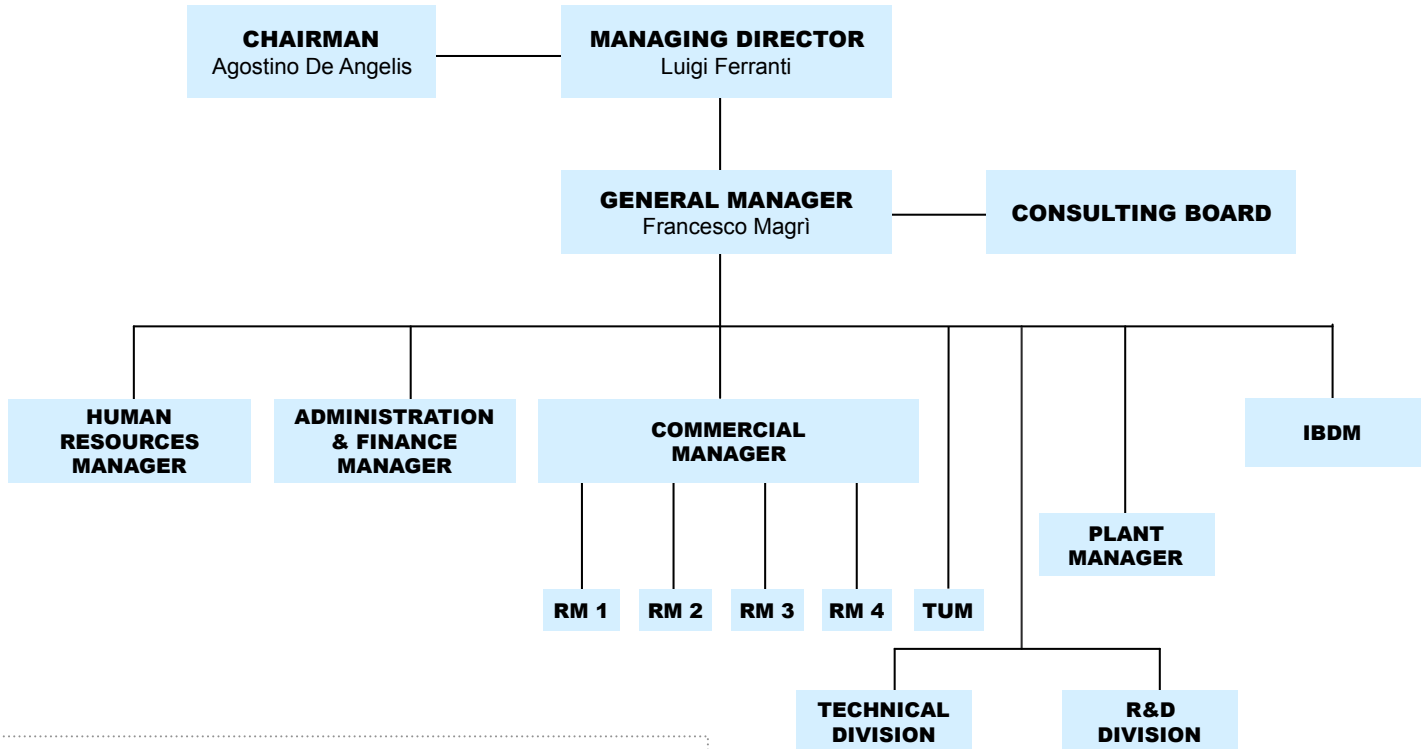 CHAIRMAN
Agostino De Angelis
MANAGING DIRECTOR
Luigi Ferranti
GENERAL MANAGER
Francesco Magrì
CONSULTING BOARD
HUMAN
RESOURCES
MANAGER
ADMINISTRATION
& FINANCE
MANAGER
COMMERCIAL
MANAGER
IBDM
PLANT
MANAGER
RM 1
RM 2
RM 3
RM 4
TUM
TECHNICAL
DIVISION
R&D
DIVISION